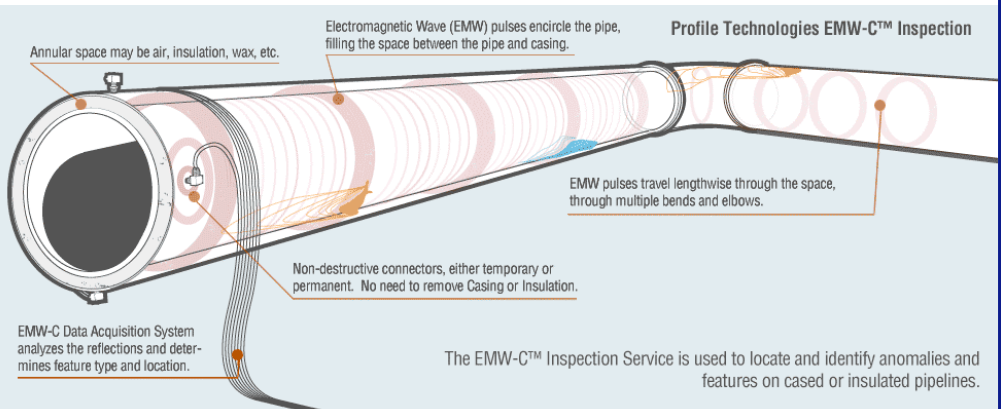 Profile Technologies EMW-C™ Inspection
Electromagnetic Wave (EMW) pulses encircle the pipe,
filling the space between the pipe and casing.
Annular space may be air, insulation, wax, etc.
EMW pulses travel lengthwise through the space,
through multiple bends and elbows.
Non-destructive connectors, either temporary or
permanent.  No need to remove Casing or Insulation.
EMW-C Data Acquisition System
analyzes the reflections and deter-
mines feature type and location.
The EMW-C™ Inspection Service is used to locate and identify anomalies and
features on cased or insulated pipelines.